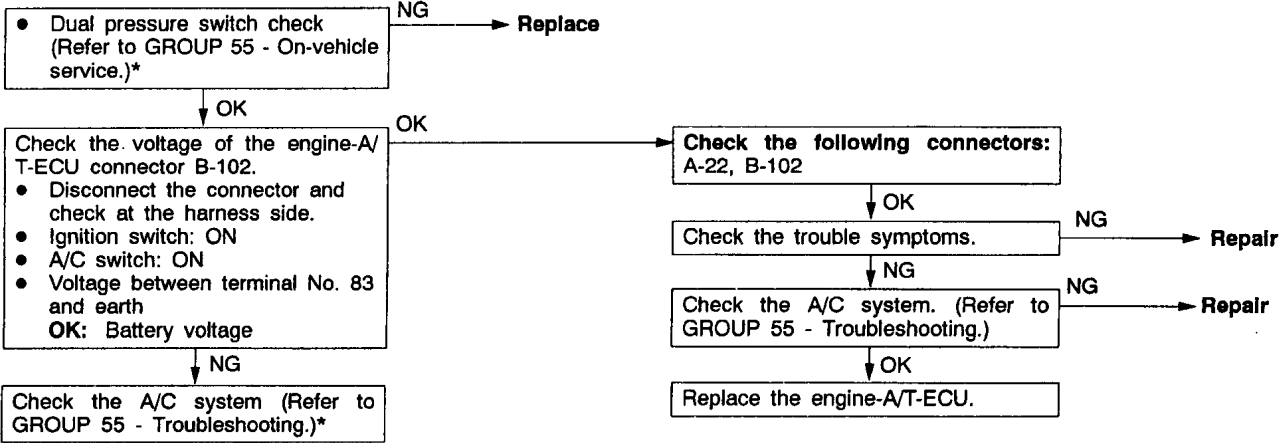 ● Dual pressure switch check
(Refer to GROUP 55 - On-vehicle
service.)*
NG
Replace
OK
Check the voltage of the engine-A/
T-ECU connector B-102.
● Disconnect the connector and
check at the harness side.
● Ignition switch: ON
● A/C switch: ON
● Voltage between terminal No. 83
and earth
OK: Battery voltage
OK
NG
Check the A/C system (Refer to
GROUP 55 - Troubleshooting.)*
Check the following connectors:
A-22, B-102
OK
Check the trouble symptoms.
NG
Repair
NG
Check the A/C system. (Refer to
GROUP 55 - Troubleshooting.)
NG
Repair
OK
Replace the engine-A/T-ECU.